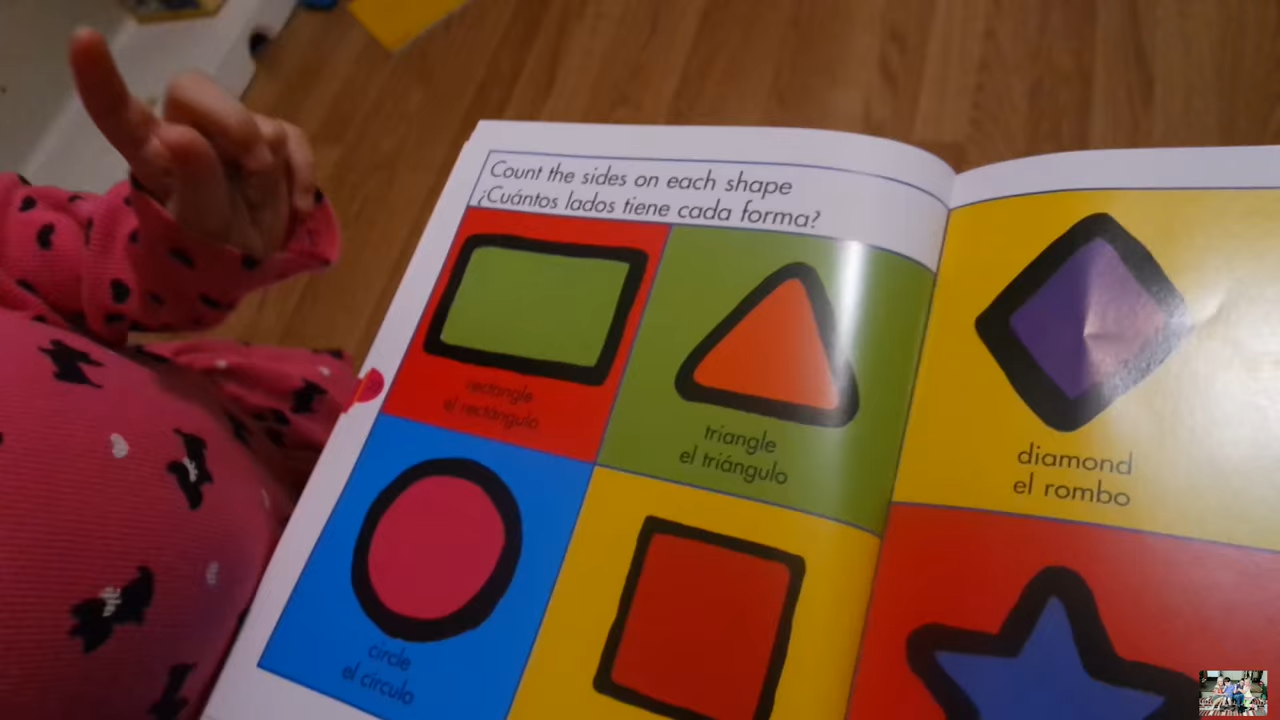 Count the sides on each shape
¿Cuántos lados tiene cada forma?
rectangle
el rectángulo
triangle
el triángulo
circle
el círculo
diamond
el rombo